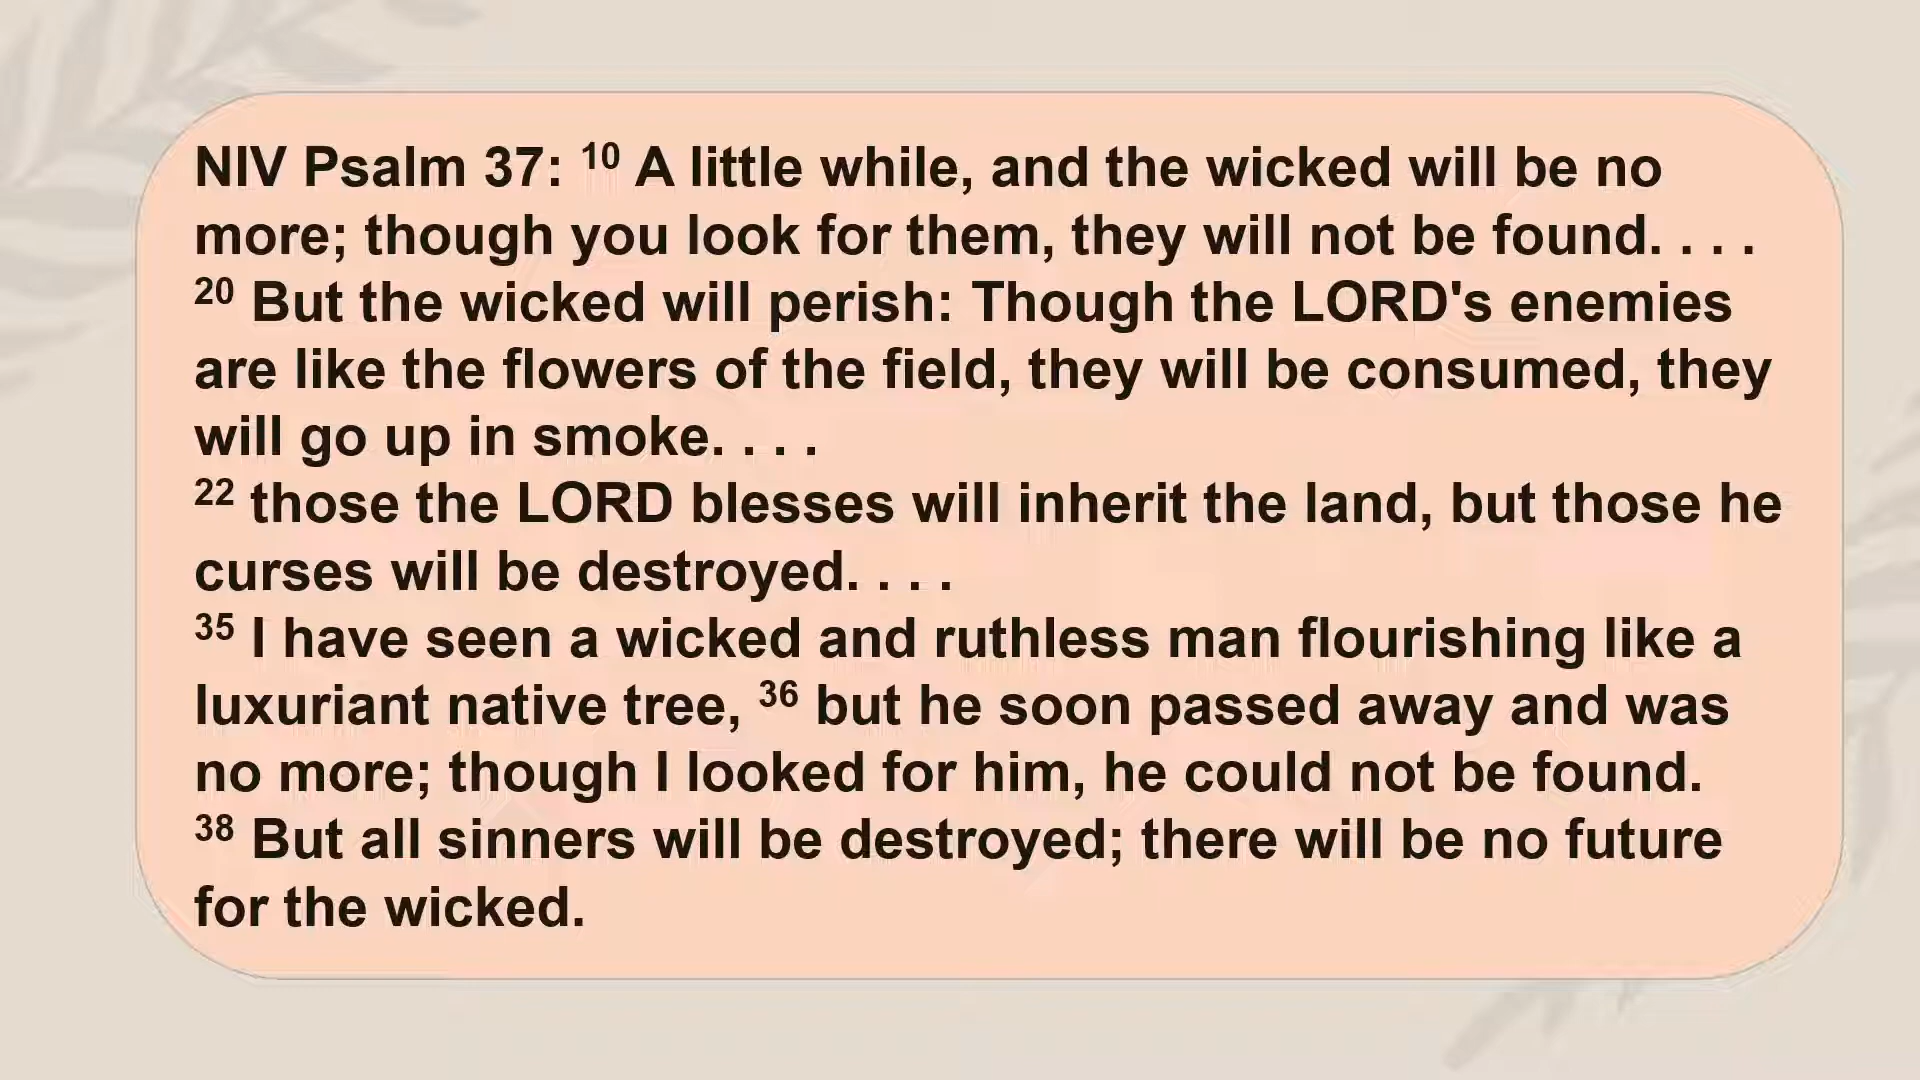 NIV Psalm 37: 10 A little while, and the wicked will be no
more; though you look for them, they will not be found. . . .
20 But the wicked will perish: Though the LORD's enemies
are like the flowers of the field, they will be consumed, they
will go up in smoke. . . .
22 those the LORD blesses will inherit the land, but those he
curses will be destroyed. . . .
35 I have seen a wicked and ruthless man flourishing like a
luxuriant native tree, 36 but he soon passed away and was
no more; though I looked for him, he could not be found.
38 But all sinners will be destroyed; there will be no future
for the wicked.